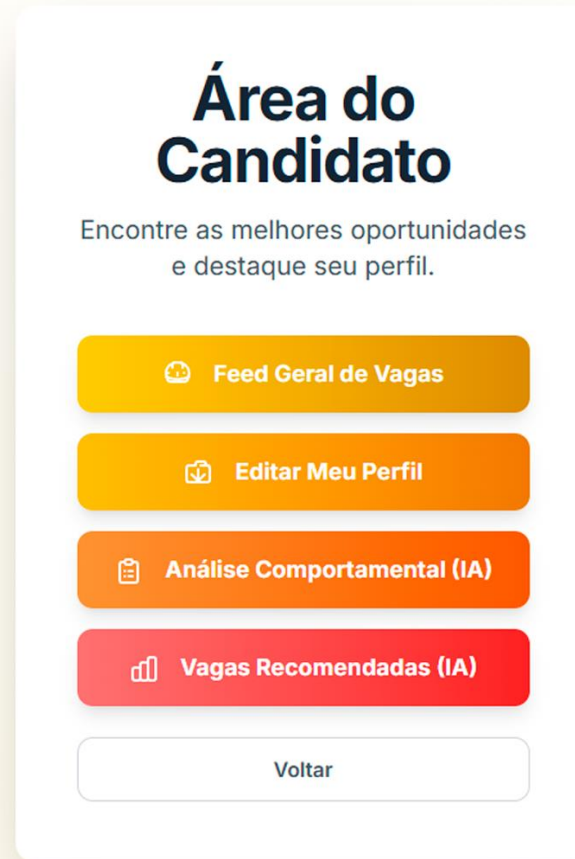 Área do
Candidato
Encontre as melhores oportunidades
e destaque seu perfil.
Feed Geral de Vagas
Editar Meu Perfil
Análise Comportamental (IA)
Vagas Recomendadas (IA)
Voltar